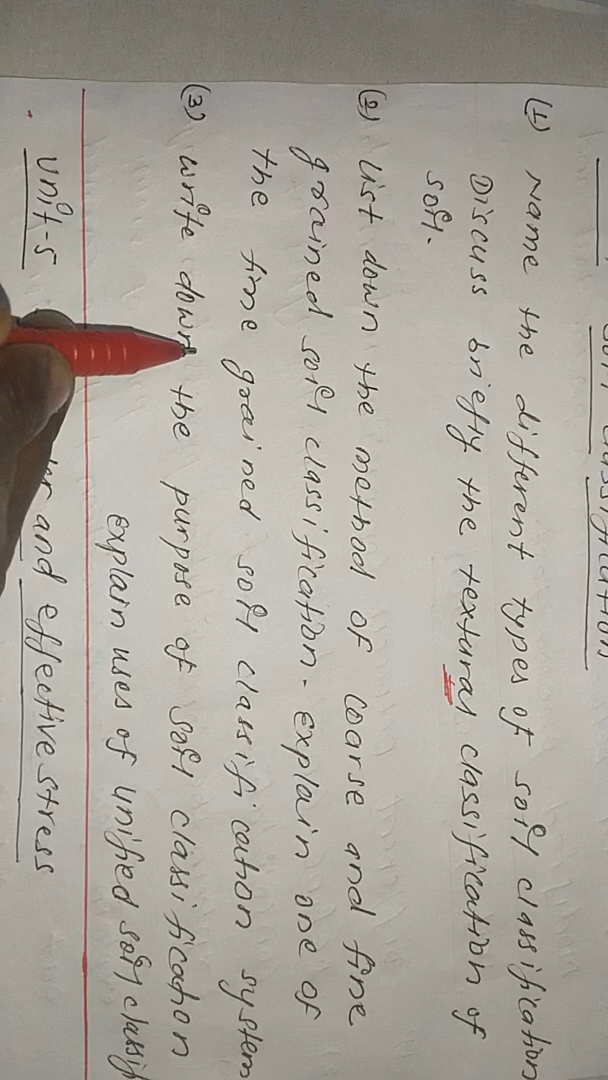 Soil classification
(1) Name the different types of soil classification
Discuss briefly the textural classification of
soil.
(2) List down the method of coarse and fine
grained soil classification. Explain one of
the fine grained soil classification system
(3) Write down the purpose of soil classification
explain uses of unified soil classif
Unit-5
and effective stress